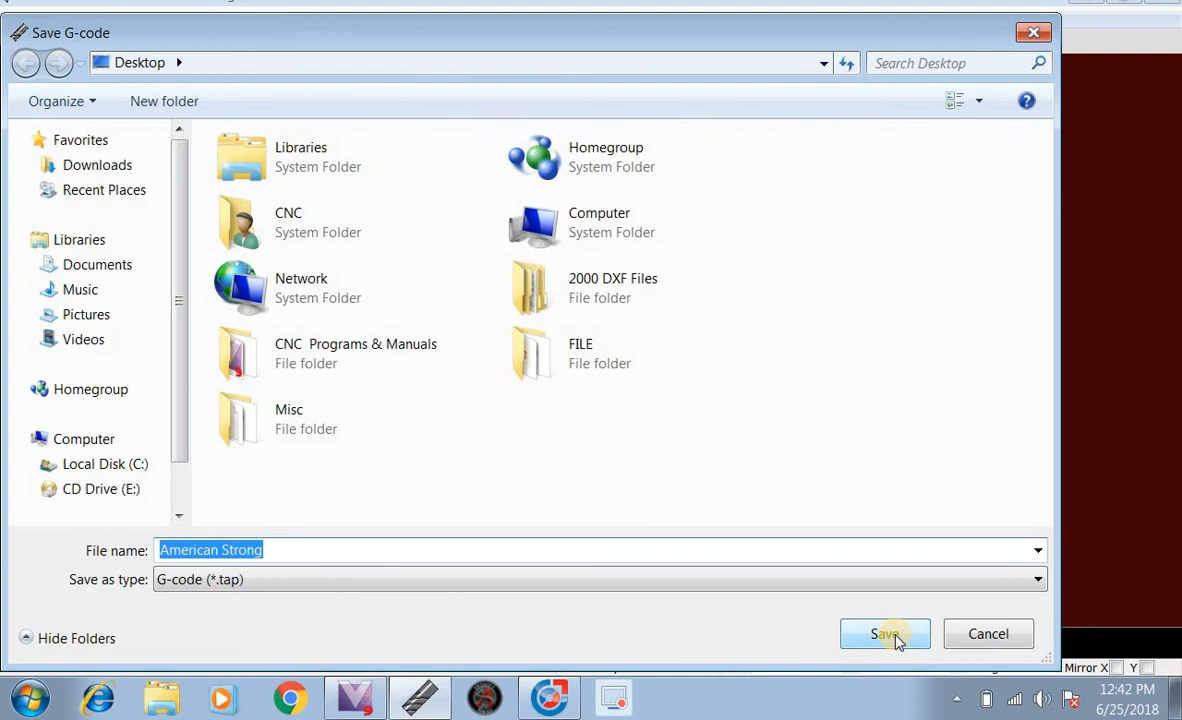 Save G-code
Desktop
Search Desktop
Organize
New folder
Favorites
Downloads
Recent Places
Libraries
Documents
Music
Pictures
Videos
Homegroup
Computer
Local Disk (C:)
CD Drive (E:)
Libraries
System Folder
Homegroup
System Folder
CNC
System Folder
Computer
System Folder
Network
System Folder
2000 DXF Files
File folder
CNC Programs & Manuals
File folder
FILE
File folder
Misc
File folder
File name:
American Strong
Save as type:
G-code (*.tap)
Hide Folders
Save
Cancel
Mirror X
Y
12:42 PM
6/25/2018